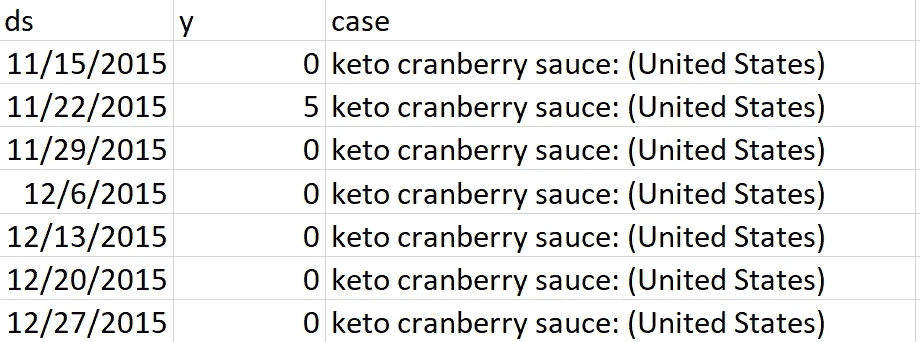 ds y case
11/15/2015 0 keto cranberry sauce: (United States)
11/22/2015 5 keto cranberry sauce: (United States)
11/29/2015 0 keto cranberry sauce: (United States)
12/6/2015 0 keto cranberry sauce: (United States)
12/13/2015 0 keto cranberry sauce: (United States)
12/20/2015 0 keto cranberry sauce: (United States)
12/27/2015 0 keto cranberry sauce: (United States)